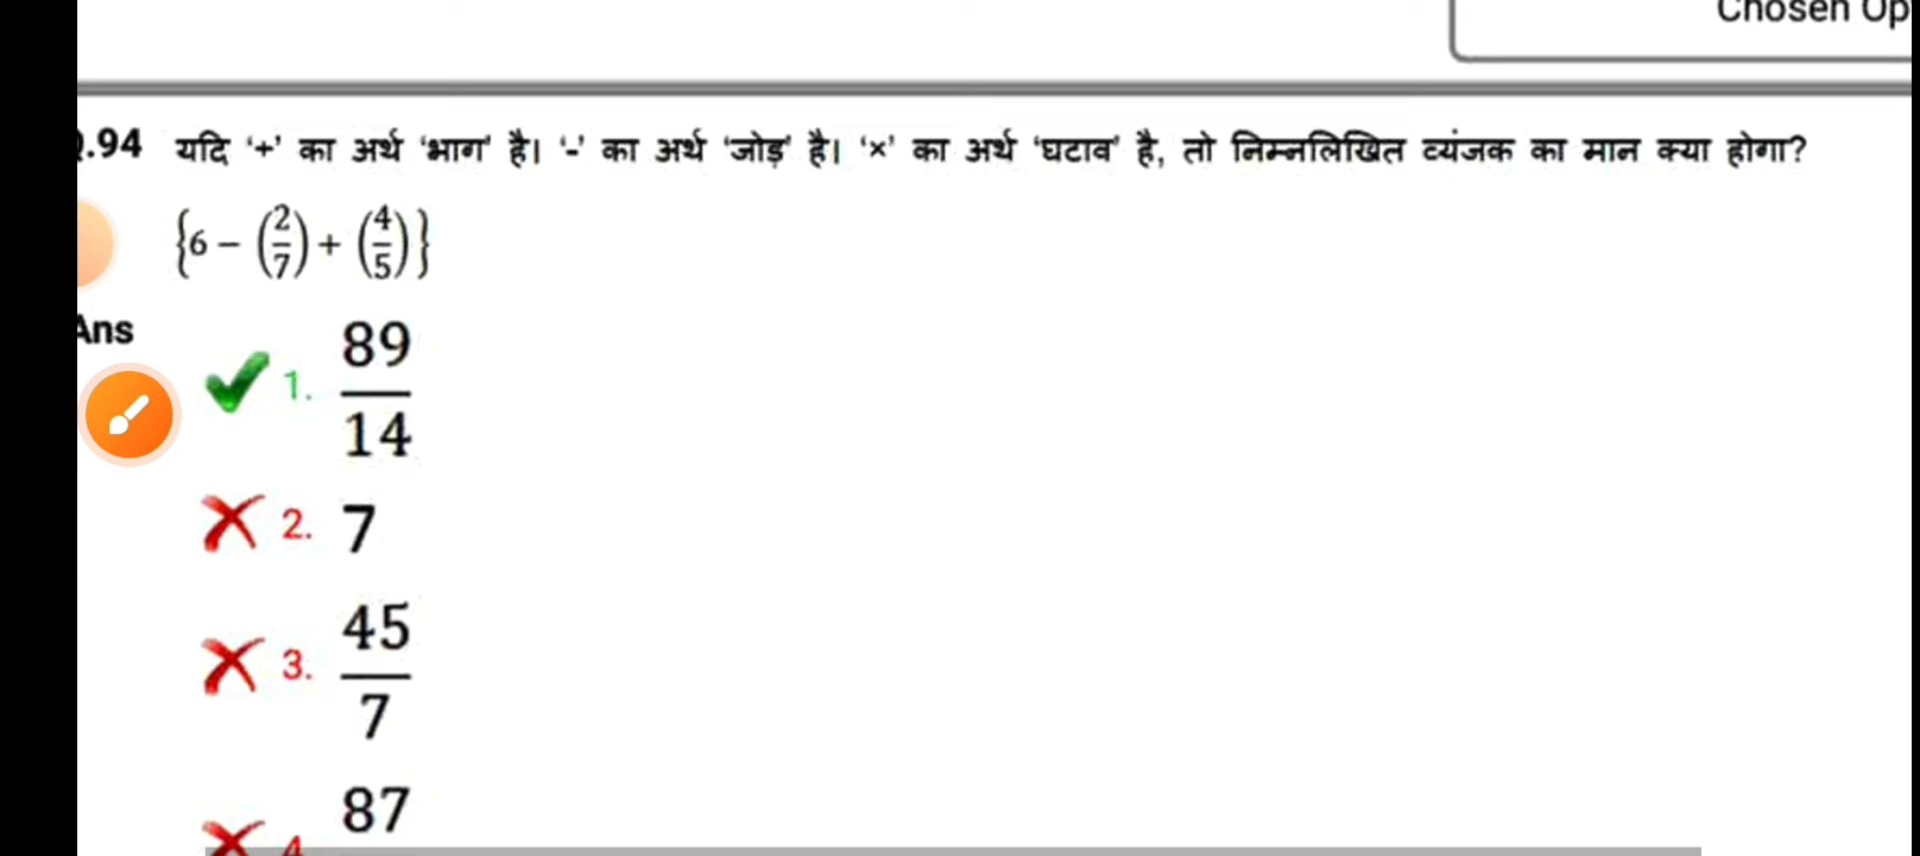 Chosen Op
.94 यदि '+' का अर्थ 'भाग' है। '-' का अर्थ 'जोड़' है। '×' का अर्थ 'घटाव' है, तो निम्नलिखित व्यंजक का मान क्या होगा?
{6 − (2/7) + (4/5)}
Ans
1. 89/14
2. 7
3. 45/7
4. 87